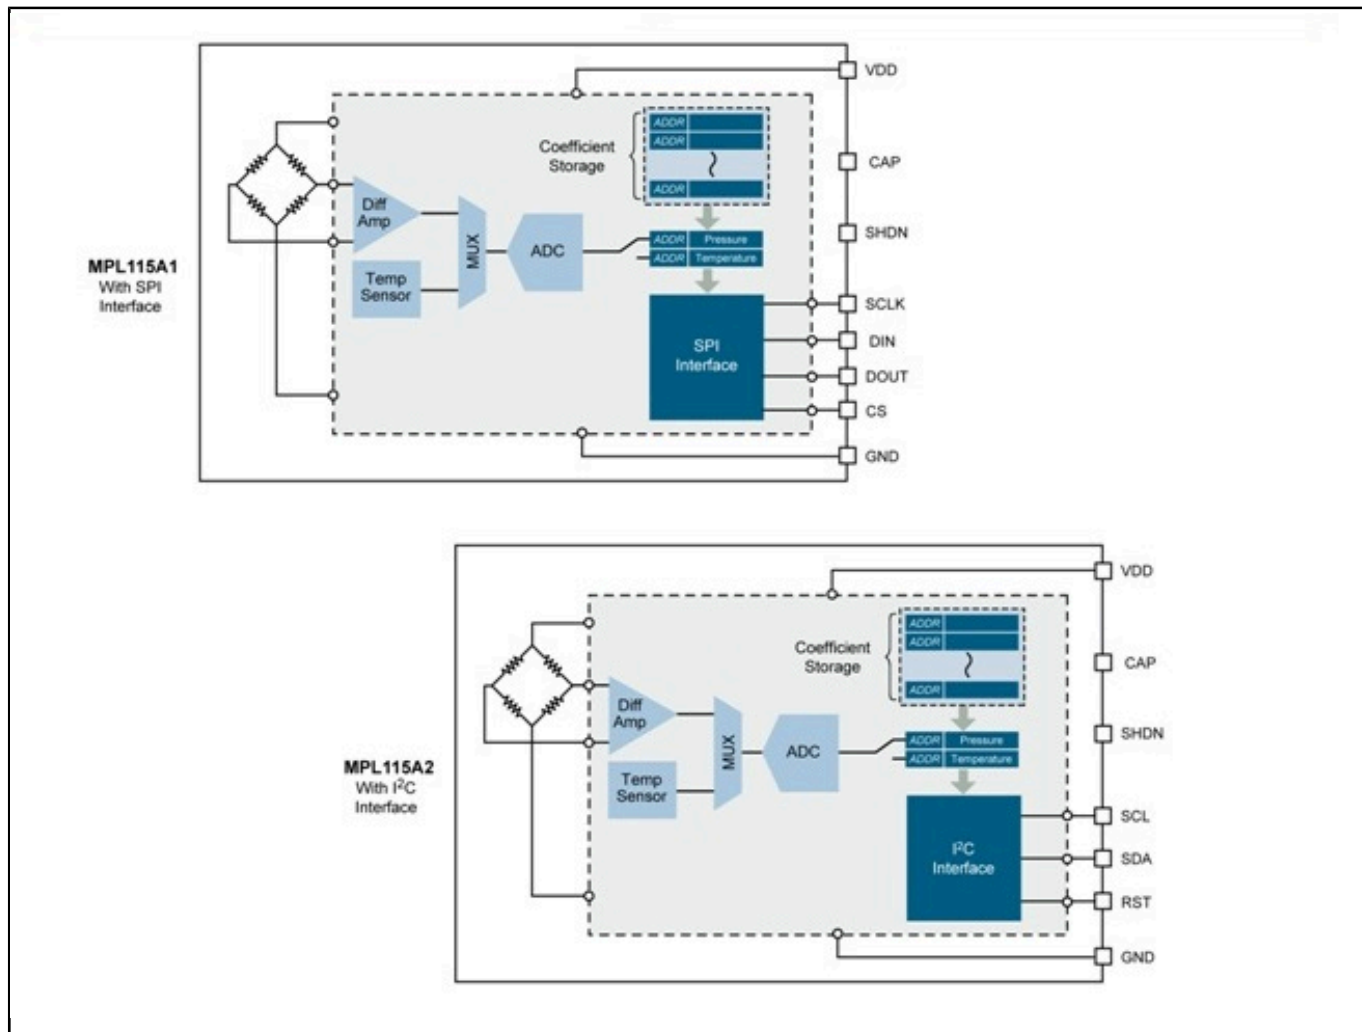 VDD
ADDR
ADDR
Coefficient
Storage
ADDR
CAP
Diff
Amp
MUX
ADC
ADDR Pressure
ADDR Temperature
SHDN
MPL115A1
With SPI
Interface
Temp
Sensor
SPI
Interface
SCLK
DIN
DOUT
CS
GND
VDD
ADDR
ADDR
Coefficient
Storage
ADDR
CAP
Diff
Amp
MUX
ADC
ADDR Pressure
ADDR Temperature
SHDN
MPL115A2
With I²C
Interface
Temp
Sensor
I²C
Interface
SCL
SDA
RST
GND